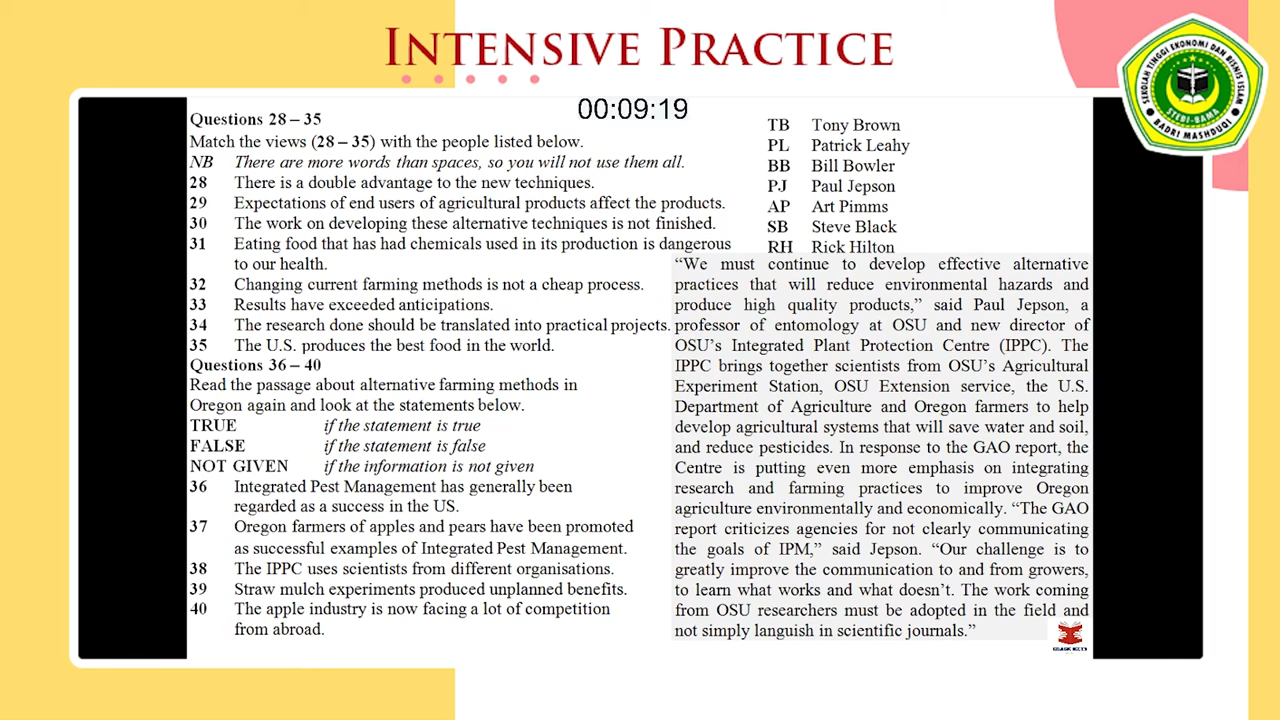 INTENSIVE PRACTICE
SEKOLAH TINGGI EKONOMI DAN BISNIS ISLAM
STEBI-BAMA
BADRI MASHDUQI
00:09:19
Questions 28 – 35
Match the views (28 – 35) with the people listed below.
NB There are more words than spaces, so you will not use them all.
28 There is a double advantage to the new techniques.
29 Expectations of end users of agricultural products affect the products.
30 The work on developing these alternative techniques is not finished.
31 Eating food that has had chemicals used in its production is dangerous
to our health.
32 Changing current farming methods is not a cheap process.
33 Results have exceeded anticipations.
34 The research done should be translated into practical projects.
35 The U.S. produces the best food in the world.
Questions 36 – 40
Read the passage about alternative farming methods in
Oregon again and look at the statements below.
TRUE if the statement is true
FALSE if the statement is false
NOT GIVEN if the information is not given
36 Integrated Pest Management has generally been
regarded as a success in the US.
37 Oregon farmers of apples and pears have been promoted
as successful examples of Integrated Pest Management.
38 The IPPC uses scientists from different organisations.
39 Straw mulch experiments produced unplanned benefits.
40 The apple industry is now facing a lot of competition
from abroad.
TB Tony Brown
PL Patrick Leahy
BB Bill Bowler
PJ Paul Jepson
AP Art Pimms
SB Steve Black
RH Rick Hilton
“We must continue to develop effective alternative
practices that will reduce environmental hazards and
produce high quality products,” said Paul Jepson, a
professor of entomology at OSU and new director of
OSU’s Integrated Plant Protection Centre (IPPC). The
IPPC brings together scientists from OSU’s Agricultural
Experiment Station, OSU Extension service, the U.S.
Department of Agriculture and Oregon farmers to help
develop agricultural systems that will save water and soil,
and reduce pesticides. In response to the GAO report, the
Centre is putting even more emphasis on integrating
research and farming practices to improve Oregon
agriculture environmentally and economically. “The GAO
report criticizes agencies for not clearly communicating
the goals of IPM,” said Jepson. “Our challenge is to
greatly improve the communication to and from growers,
to learn what works and what doesn’t. The work coming
from OSU researchers must be adopted in the field and
not simply languish in scientific journals.”